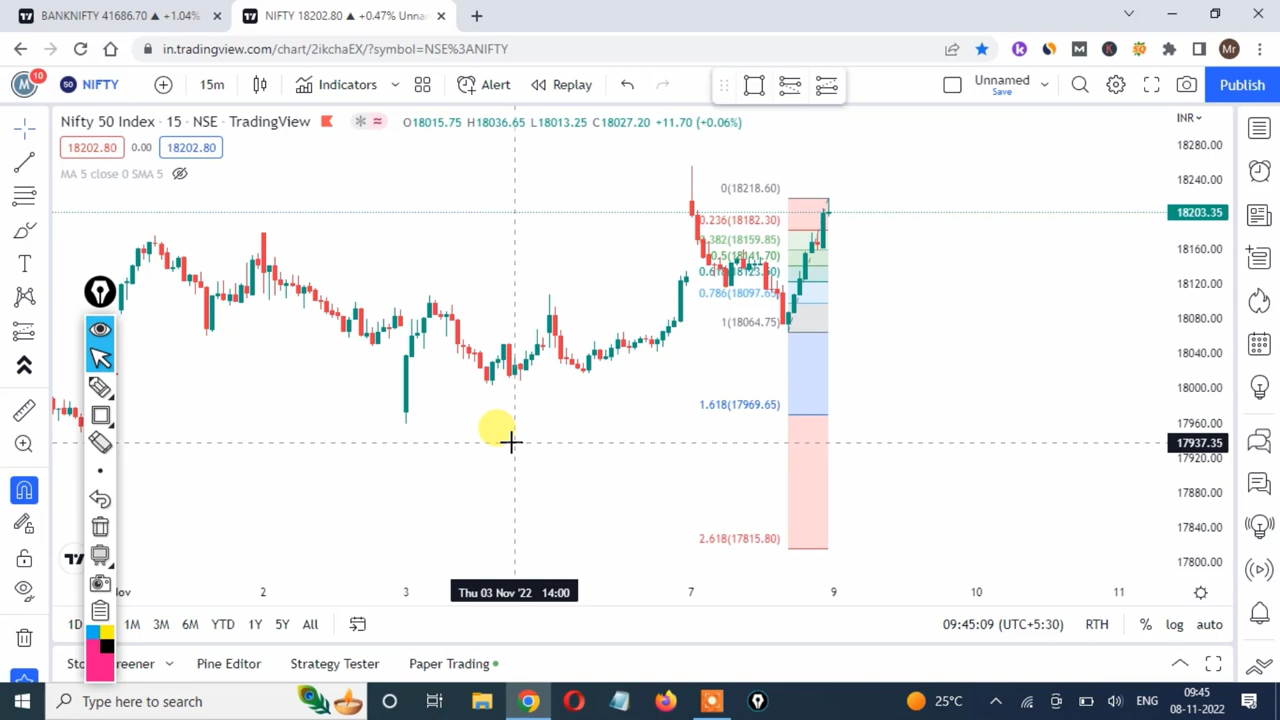 BANKNIFTY 41686.70 ▲ +1.04%
NIFTY 18202.80 ▲ +0.47% Unna
in.tradingview.com/chart/2ikchaEX/?symbol=NSE%3ANIFTY
Mr
10
M
50 NIFTY
15m
Indicators
Alert
Replay
Unnamed
Save
Publish
Nifty 50 Index · 15 · NSE · TradingView
O18015.75 H18036.65 L18013.25 C18027.20 +11.70 (+0.06%)
INR
18202.80
0.00
18202.80
MA 5 close 0 SMA 5
18280.00
18240.00
18203.35
18160.00
18120.00
18080.00
18040.00
18000.00
17960.00
17937.35
17920.00
17880.00
17840.00
17800.00
0(18218.60)
0.236(18182.30)
0.382(18159.85)
0.5(18141.70)
0.786(18097.65)
1(18064.75)
1.618(17969.65)
2.618(17815.80)
2
3
Thu 03 Nov '22 14:00
7
9
10
11
1D
1M
3M
6M
YTD
1Y
5Y
All
09:45:09 (UTC+5:30)
RTH
%
log
auto
Pine Editor
Strategy Tester
Paper Trading
Type here to search
25°C
ENG
09:45
08-11-2022